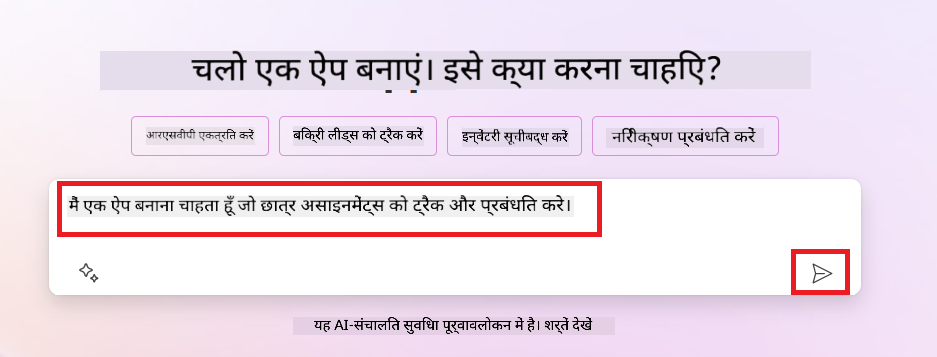 चलो एक ऐप बनाएं। इसे क्या करना चाहिए?
आरएसवीपी एकत्रित करें
बिक्री लीड्स को ट्रैक करें
इन्वेंटरी सूचीबद्ध करें
निरीक्षण प्रबंधित करें
मैं एक ऐप बनाना चाहता हूँ जो छात्र असाइनमेंट्स को ट्रैक और प्रबंधित करे।
यह AI-संचालित सुविधा पूर्वावलोकन में है। शर्तें देखें